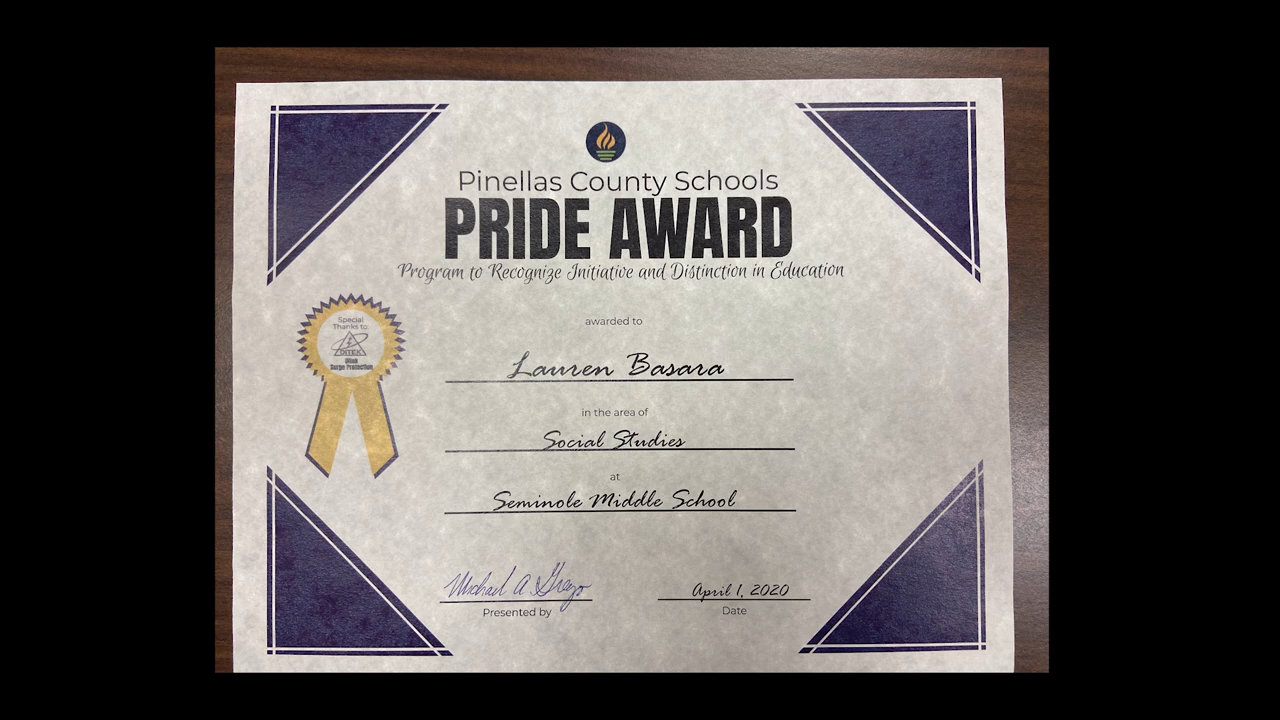 Pinellas County Schools
PRIDE AWARD
Program to Recognize Initiative and Distinction in Education
Special
Thanks to:
DITEK
Ditek
Surge Protection
awarded to
Lauren Basara
in the area of
Social Studies
at
Seminole Middle School
Michael A
April 1, 2020
Presented by
Date